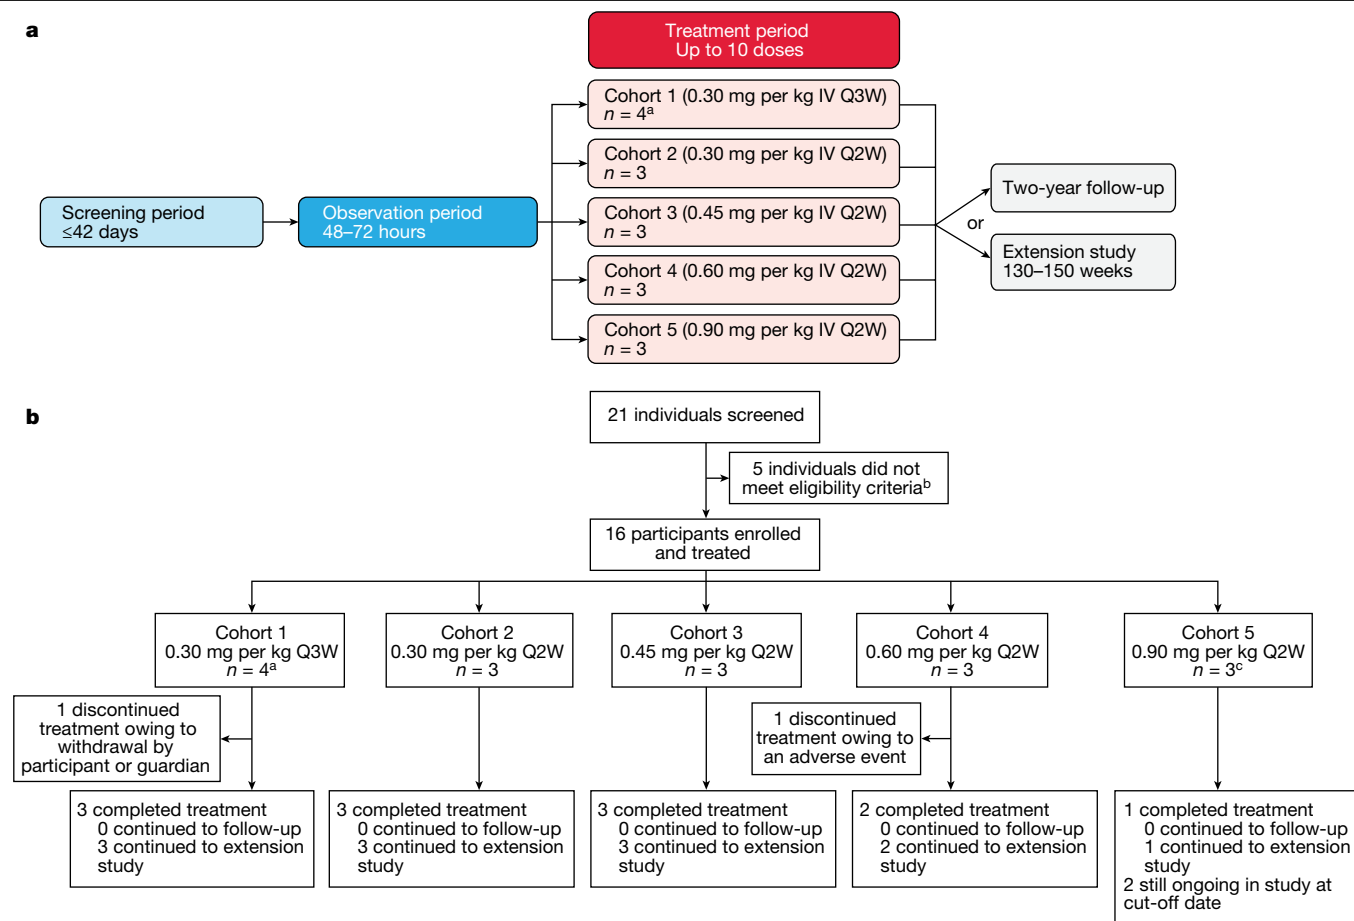 a
Treatment period
Up to 10 doses
Cohort 1 (0.30 mg per kg IV Q3W)
n = 4a
Cohort 2 (0.30 mg per kg IV Q2W)
n = 3
Screening period
≤42 days
Observation period
48–72 hours
Cohort 3 (0.45 mg per kg IV Q2W)
n = 3
Cohort 4 (0.60 mg per kg IV Q2W)
n = 3
Cohort 5 (0.90 mg per kg IV Q2W)
n = 3
Two-year follow-up
or
Extension study
130–150 weeks
b
21 individuals screened
5 individuals did not
meet eligibility criteriab
16 participants enrolled
and treated
Cohort 1
0.30 mg per kg Q3W
n = 4a
Cohort 2
0.30 mg per kg Q2W
n = 3
Cohort 3
0.45 mg per kg Q2W
n = 3
Cohort 4
0.60 mg per kg Q2W
n = 3
Cohort 5
0.90 mg per kg Q2W
n = 3c
1 discontinued
treatment owing to
withdrawal by
participant or guardian
1 discontinued
treatment owing to
an adverse event
3 completed treatment
0 continued to follow-up
3 continued to extension
study
3 completed treatment
0 continued to follow-up
3 continued to extension
study
3 completed treatment
0 continued to follow-up
3 continued to extension
study
2 completed treatment
0 continued to follow-up
2 continued to extension
study
1 completed treatment
0 continued to follow-up
1 continued to extension
study
2 still ongoing in study at
cut-off date